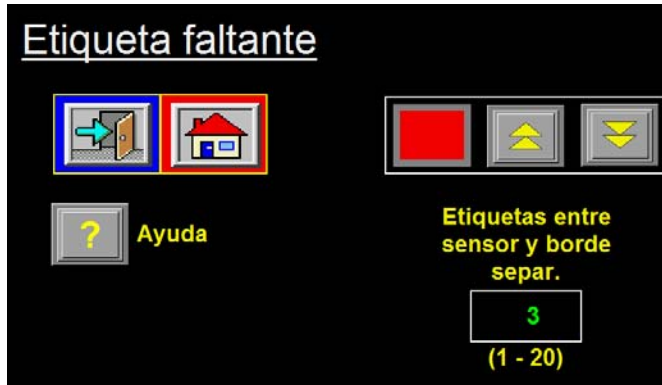 Etiqueta faltante
?
Ayuda
Etiquetas entre
sensor y borde
separ.
3
(1 - 20)